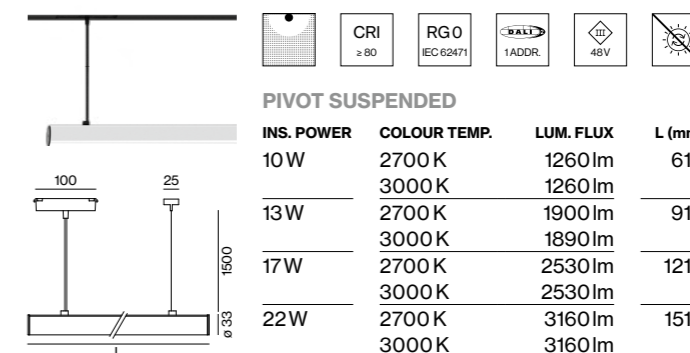 CRI
≥ 80
RG0
IEC 62471
DALI
1 ADDR.
III
48V
PIVOT SUSPENDED
INS. POWER COLOUR TEMP. LUM. FLUX
10 W 2700 K 1260 lm
3000 K 1260 lm
13 W 2700 K 1900 lm
3000 K 1890 lm
17 W 2700 K 2530 lm
3000 K 2530 lm
22 W 2700 K 3160 lm
3000 K 3160 lm
100
25
1500
ø 33